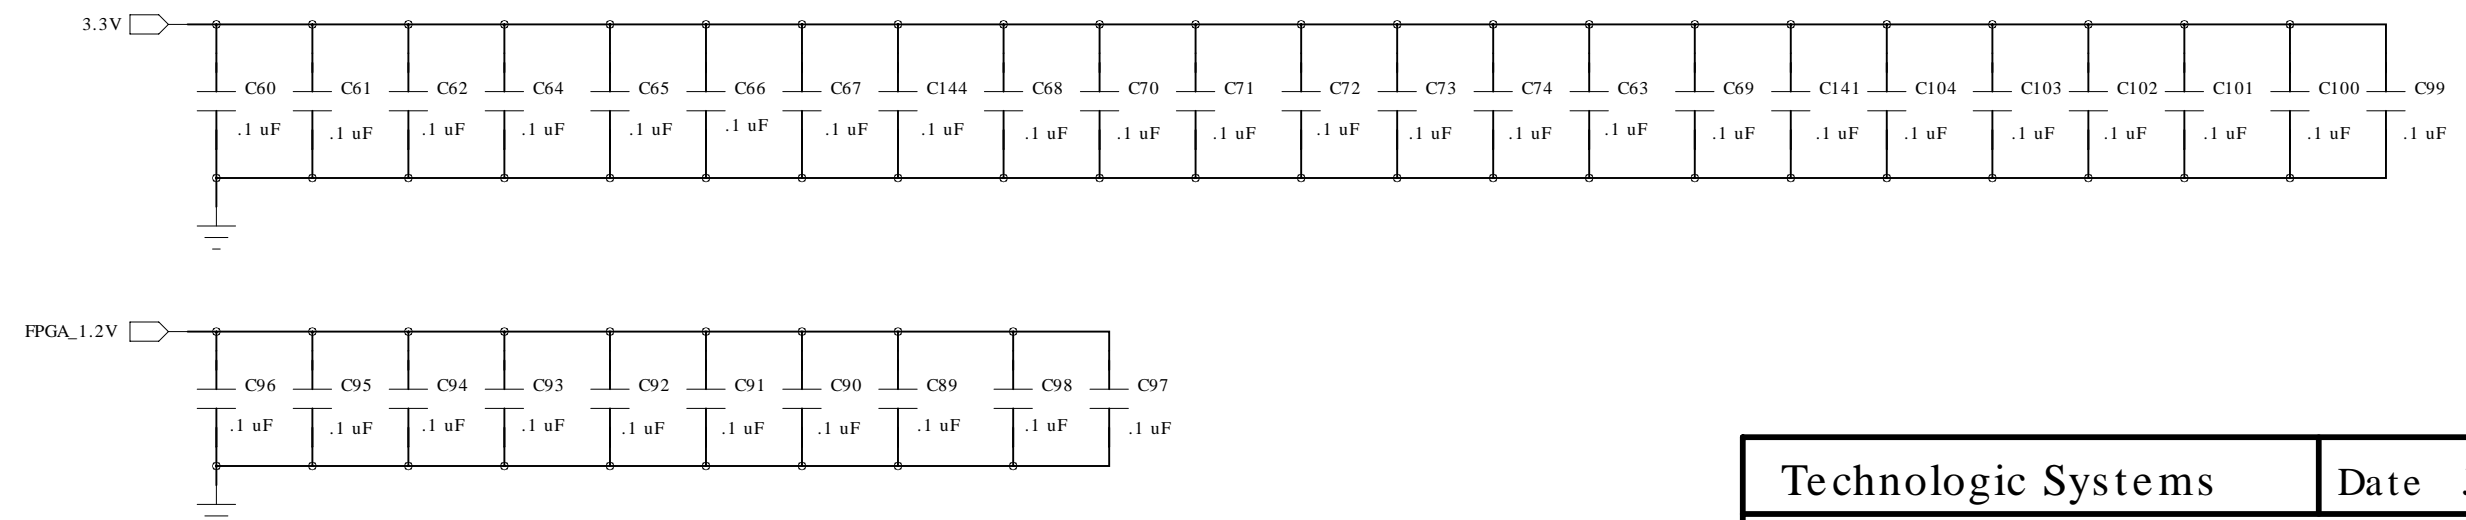 3.3V
C60 C61 C62 C64 C65 C66 C67 C144 C68 C70 C71 C72 C73 C74 C63 C69 C141 C104 C103 C102 C101 C100 C99
.1 uF .1 uF .1 uF .1 uF .1 uF .1 uF .1 uF .1 uF .1 uF .1 uF .1 uF .1 uF .1 uF .1 uF .1 uF .1 uF .1 uF .1 uF .1 uF .1 uF .1 uF .1 uF .1 uF
FPGA_1.2V
C96 C95 C94 C93 C92 C91 C90 C89 C98 C97
.1 uF .1 uF .1 uF .1 uF .1 uF .1 uF .1 uF .1 uF .1 uF .1 uF
Technologic Systems Date